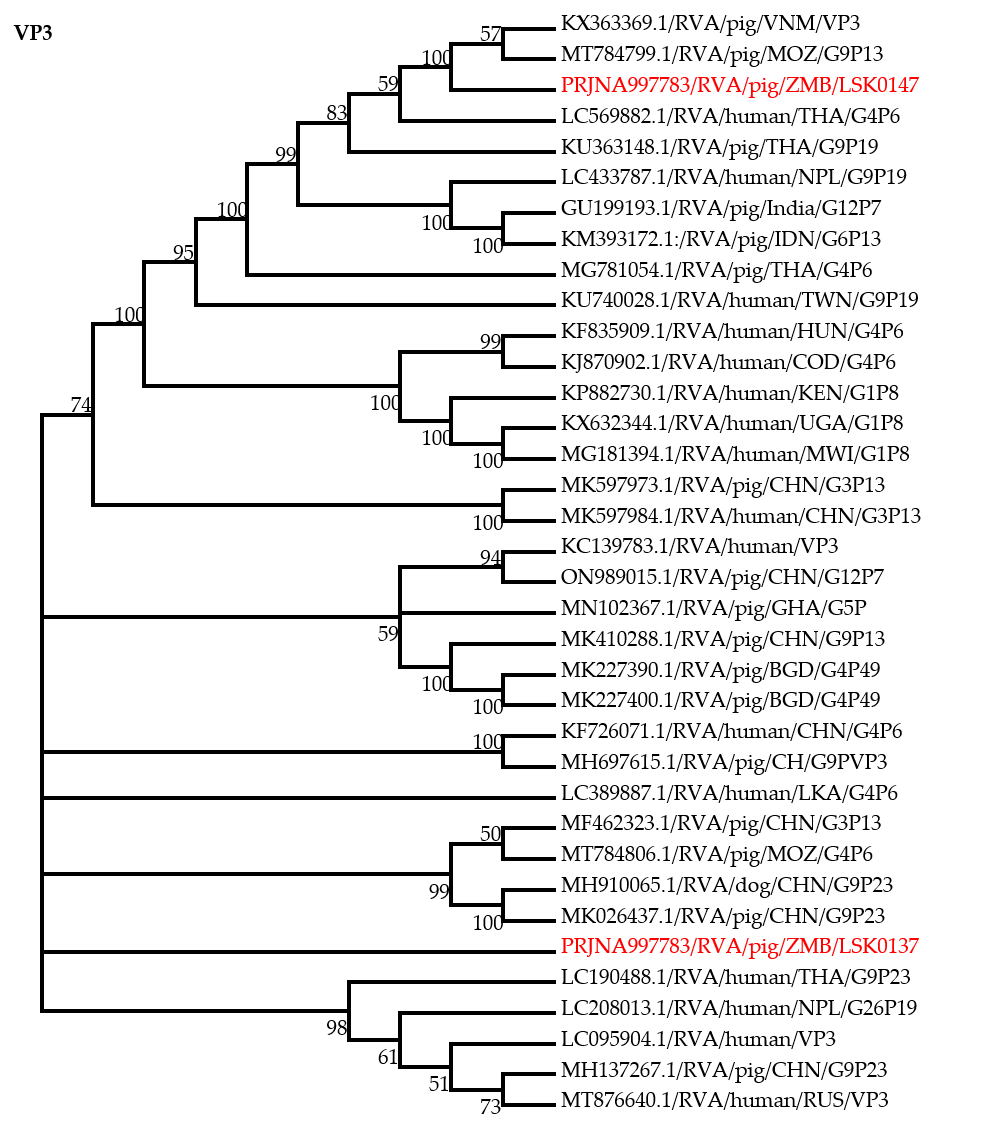 VP3
57 KX363369.1/RVA/pig/VNM/VP3
100 MT784799.1/RVA/pig/MOZ/G9P13
59 PRJNA997783/RVA/pig/ZMB/LSK0147
83 LC569882.1/RVA/human/THA/G4P6
99 KU363148.1/RVA/pig/THA/G9P19
LC433787.1/RVA/human/NPL/G9P19
100 100 GU199193.1/RVA/pig/India/G12P7
95 100 KM393172.1:/RVA/pig/IDN/G6P13
MG781054.1/RVA/pig/THA/G4P6
100 KU740028.1/RVA/human/TWN/G9P19
99 KF835909.1/RVA/human/HUN/G4P6
KJ870902.1/RVA/human/COD/G4P6
74 100 KP882730.1/RVA/human/KEN/G1P8
100 KX632344.1/RVA/human/UGA/G1P8
100 MG181394.1/RVA/human/MWI/G1P8
MK597973.1/RVA/pig/CHN/G3P13
100 MK597984.1/RVA/human/CHN/G3P13
94 KC139783.1/RVA/human/VP3
ON989015.1/RVA/pig/CHN/G12P7
MN102367.1/RVA/pig/GHA/G5P
59 MK410288.1/RVA/pig/CHN/G9P13
100 MK227390.1/RVA/pig/BGD/G4P49
100 MK227400.1/RVA/pig/BGD/G4P49
100 KF726071.1/RVA/human/CHN/G4P6
MH697615.1/RVA/pig/CH/G9PVP3
LC389887.1/RVA/human/LKA/G4P6
50 MF462323.1/RVA/pig/CHN/G3P13
MT784806.1/RVA/pig/MOZ/G4P6
99 MH910065.1/RVA/dog/CHN/G9P23
100 MK026437.1/RVA/pig/CHN/G9P23
PRJNA997783/RVA/pig/ZMB/LSK0137
LC190488.1/RVA/human/THA/G9P23
98 LC208013.1/RVA/human/NPL/G26P19
61 LC095904.1/RVA/human/VP3
51 MH137267.1/RVA/pig/CHN/G9P23
73 MT876640.1/RVA/human/RUS/VP3